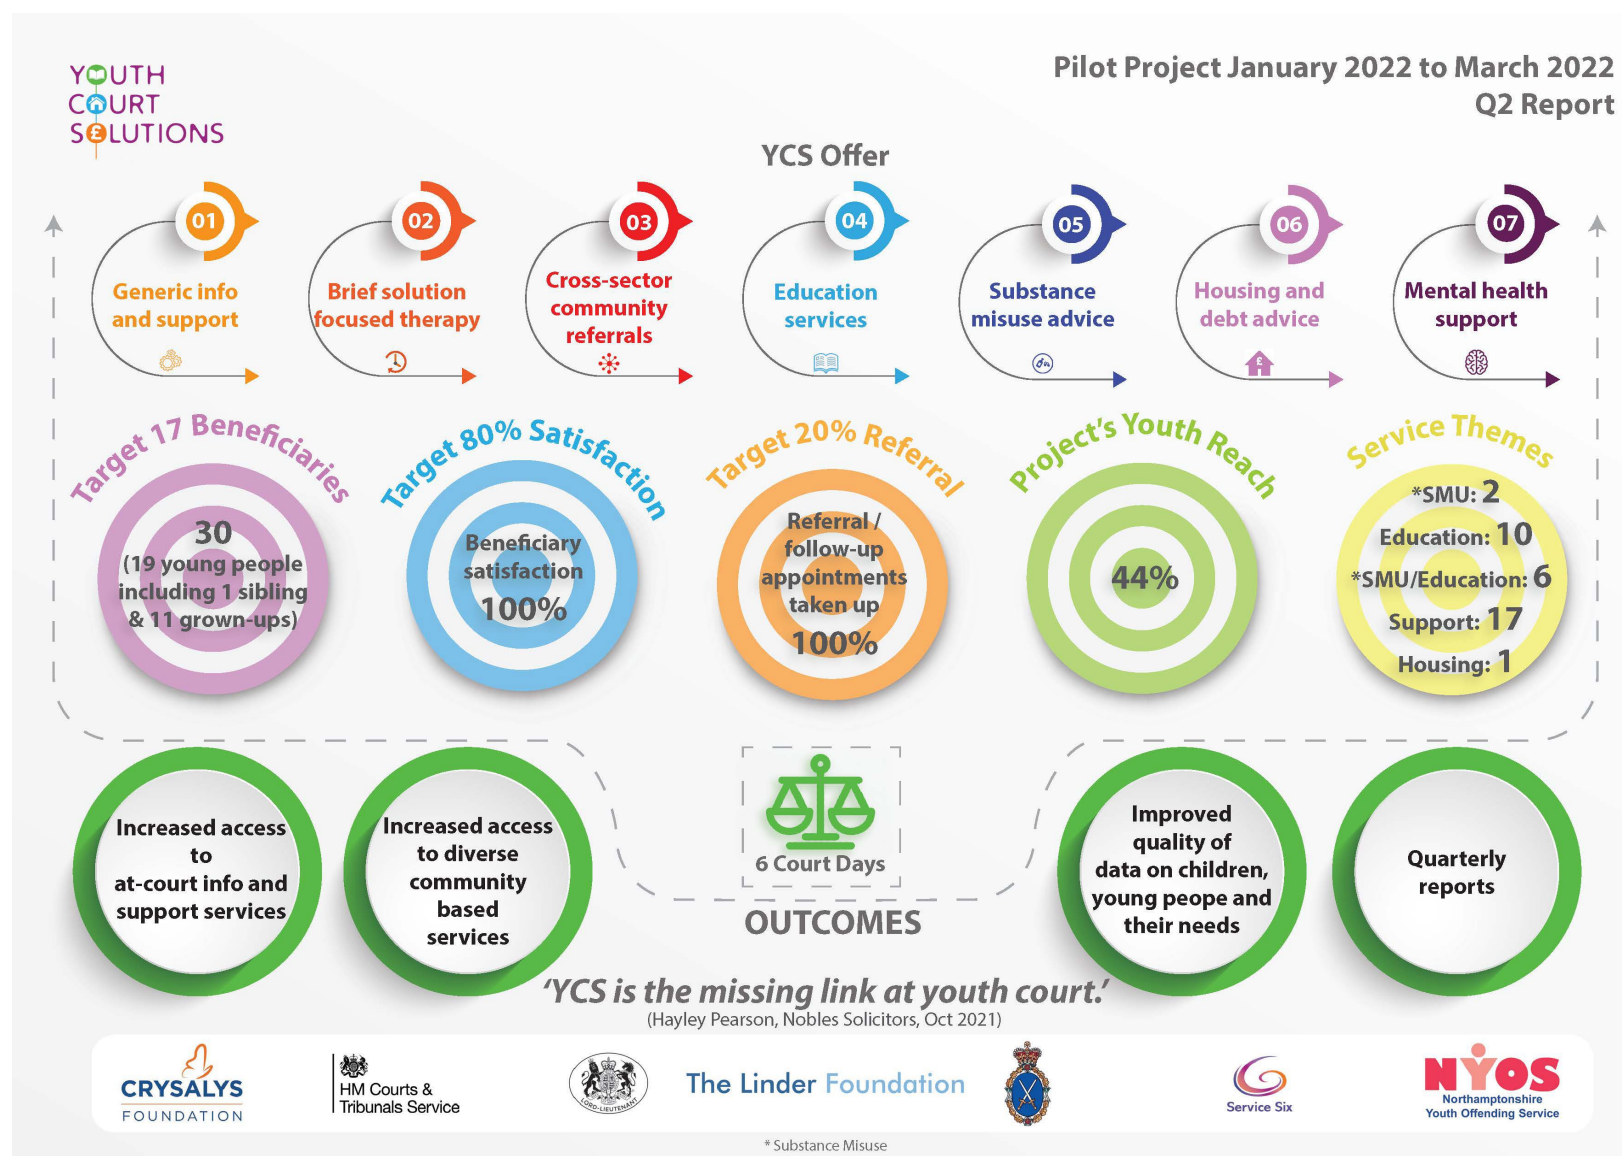 YOUTH
COURT
SOLUTIONS
Pilot Project January 2022 to March 2022
Q2 Report
YCS Offer
01
Generic info
and support
02
Brief solution
focused therapy
03
Cross-sector
community
referrals
04
Education
services
05
Substance
misuse advice
06
Housing and
debt advice
£
07
Mental health
support
Target 17 Beneficiaries
30
(19 young people
including 1 sibling
& 11 grown-ups)
Target 80% Satisfaction
Beneficiary
satisfaction
100%
Target 20% Referral
Referral /
follow-up
appointments
taken up
100%
Project's Youth Reach
44%
Service Themes
*SMU: 2
Education: 10
*SMU/Education: 6
Support: 17
Housing: 1
Increased access
to
at-court info and
support services
Increased access
to diverse
community
based
services
6 Court Days
OUTCOMES
Improved
quality of
data on children,
young peope and
their needs
Quarterly
reports
‘YCS is the missing link at youth court.’
(Hayley Pearson, Nobles Solicitors, Oct 2021)
CRYSALYS
FOUNDATION
HM Courts &
Tribunals Service
LORD-LIEUTENANT
The Linder Foundation
Service Six
NYOS
Northamptonshire
Youth Offending Service
* Substance Misuse